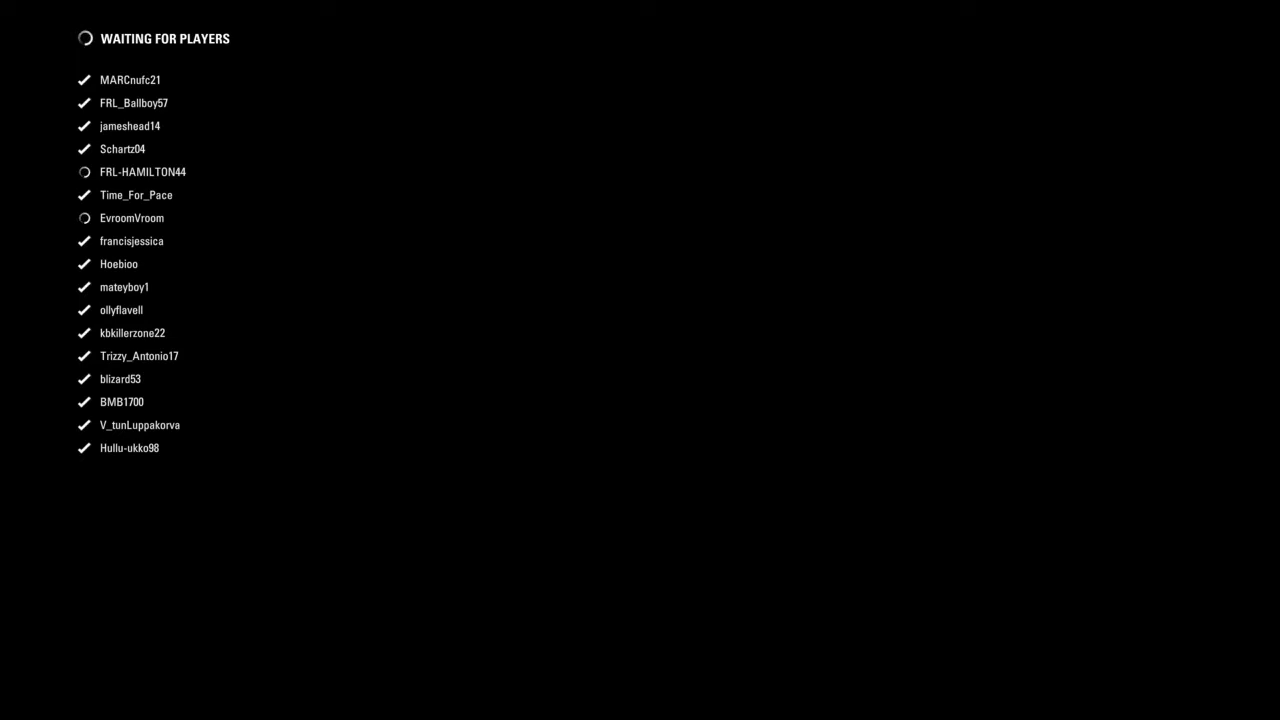 WAITING FOR PLAYERS
MARCnufc21
FRL_Ballboy57
jameshead14
Schartz04
FRL-HAMILTON44
Time_For_Pace
EvroomVroom
francisjessica
Hoebioo
mateyboy1
ollyflavell
kbkillerzone22
Trizzy_Antonio17
blizard53
BMB1700
V_tunLuppakorva
Hullu-ukko98